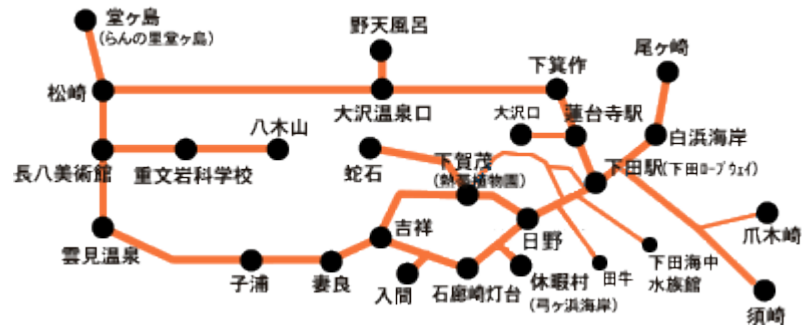 堂ヶ島
(らんの里堂ヶ島)
野天風呂
下箕作
尾ヶ崎
松崎
大沢温泉口
大沢口
蓮台寺駅
白浜海岸
八木山
長八美術館
重文岩科学校
蛇石
下賀茂
(熱帯植物園)
下田駅(下田ロープウェイ)
吉祥
日野
爪木崎
雲見温泉
子浦
妻良
入間
石廊崎灯台
休暇村
(弓ヶ浜海岸)
田牛
下田海中
水族館
須崎